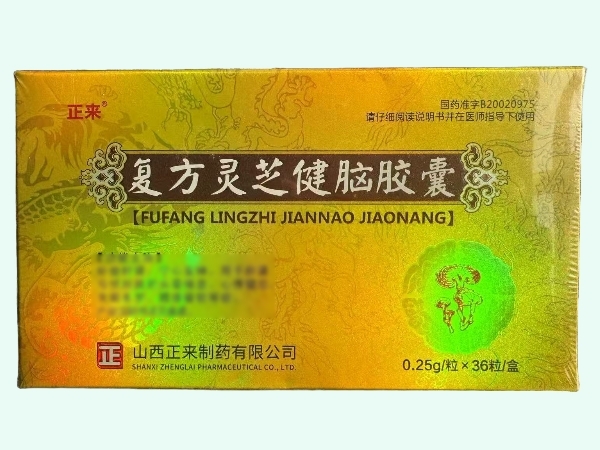 正来®
国药准字B20020975
请仔细阅读说明书并在医师指导下使用
复方灵芝健脑胶囊
【FUFANG LINGZHI JIANNAO JIAONANG】
正 山西正来制药有限公司
SHANXI ZHENGLAI PHARMACEUTICAL CO., LTD.
0.25g/粒×36粒/盒